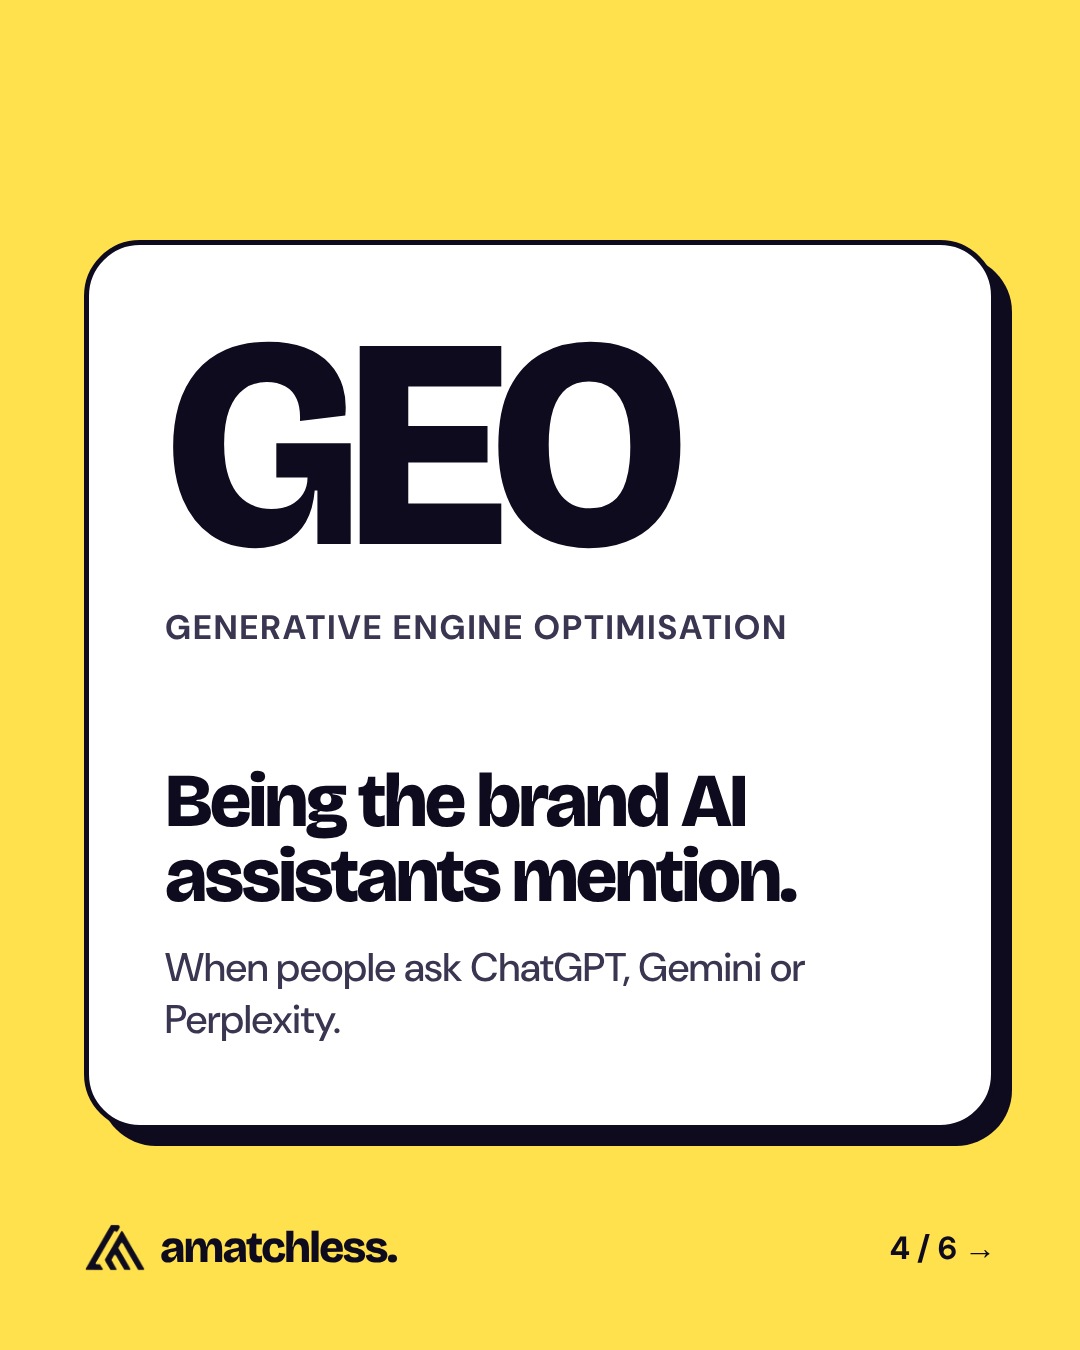 GEO
GENERATIVE ENGINE OPTIMISATION
Being the brand AI
assistants mention.
When people ask ChatGPT, Gemini or
Perplexity.
amatchless.
4 / 6 →